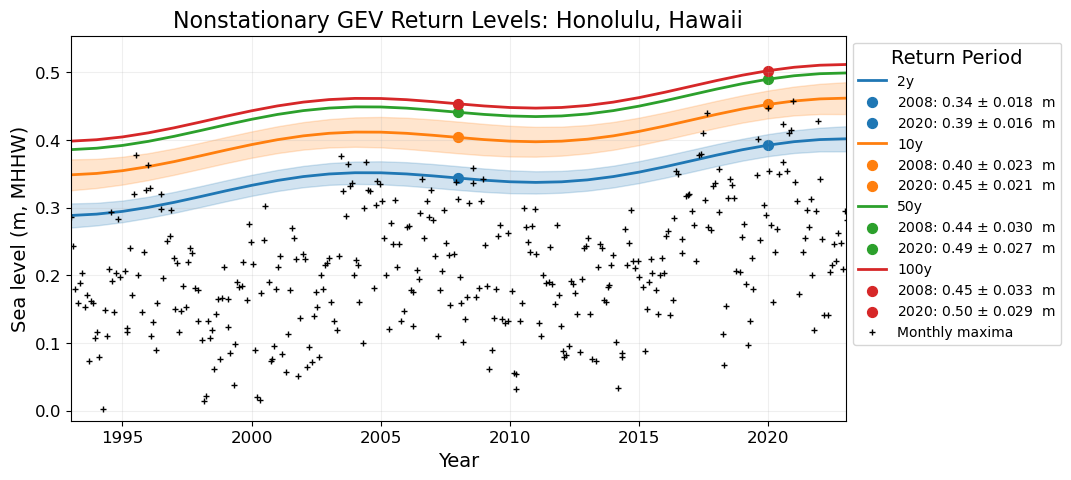 Nonstationary GEV Return Levels: Honolulu, Hawaii
Sea level (m, MHHW)
0.5
0.4
0.3
0.2
0.1
0.0
1995
2000
2005
2010
2015
2020
Year
Return Period
2y
2008: 0.34 ± 0.018 m
2020: 0.39 ± 0.016 m
10y
2008: 0.40 ± 0.023 m
2020: 0.45 ± 0.021 m
50y
2008: 0.44 ± 0.030 m
2020: 0.49 ± 0.027 m
100y
2008: 0.45 ± 0.033 m
2020: 0.50 ± 0.029 m
Monthly maxima